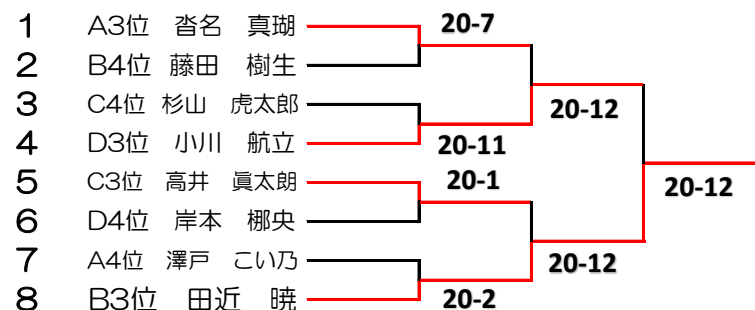 1 A3位 沓名 真瑚
2 B4位 藤田 樹生
3 C4位 杉山 虎太郎
4 D3位 小川 航立
5 C3位 高井 眞太朗
6 D4位 岸本 梛央
7 A4位 澤戸 こい乃
8 B3位 田近 暁
20-7
20-11
20-12
20-1
20-2
20-12
20-12